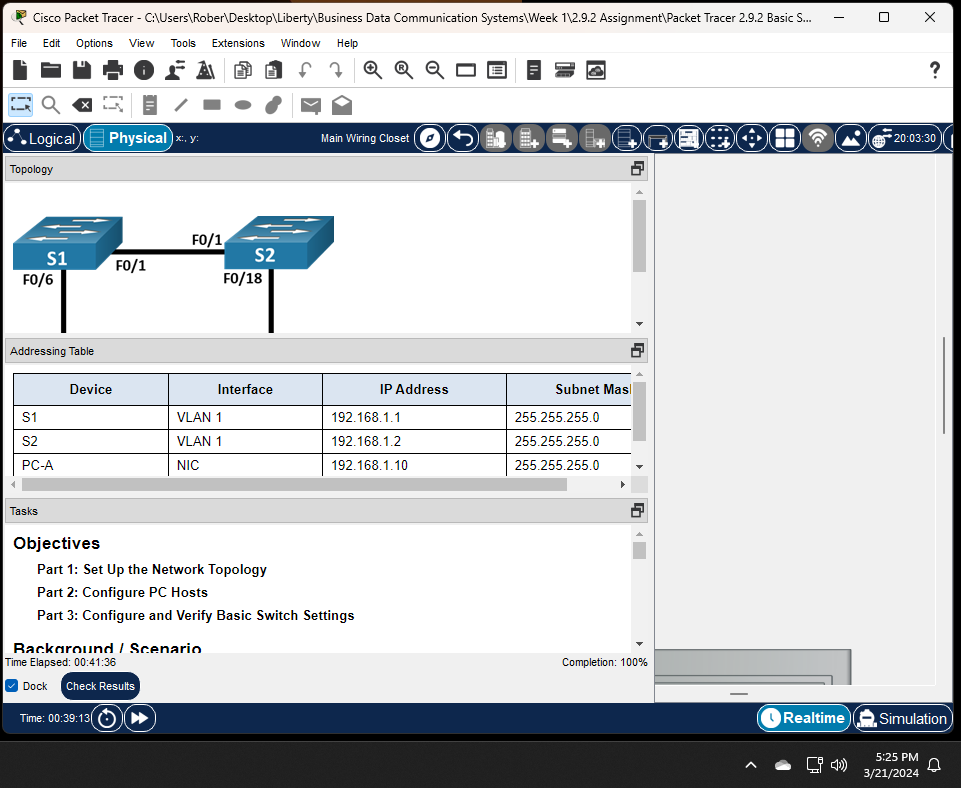 Cisco Packet Tracer - C:\Users\Rober\Desktop\Liberty\Business Data Communication Systems\Week 1\2.9.2 Assignment\Packet Tracer 2.9.2 Basic S...
File Edit Options View Tools Extensions Window Help
?
Logical Physical x:, y: Main Wiring Closet 20:03:30
Topology
S1 S2
F0/1
F0/1
F0/6 F0/18
Addressing Table
Device Interface IP Address Subnet Mas
S1 VLAN 1 192.168.1.1 255.255.255.0
S2 VLAN 1 192.168.1.2 255.255.255.0
PC-A NIC 192.168.1.10 255.255.255.0
Tasks
Objectives
Part 1: Set Up the Network Topology
Part 2: Configure PC Hosts
Part 3: Configure and Verify Basic Switch Settings
Background / Scenario
Time Elapsed: 00:41:36 Completion: 100%
Dock Check Results
Time: 00:39:13 Realtime Simulation
5:25 PM
3/21/2024